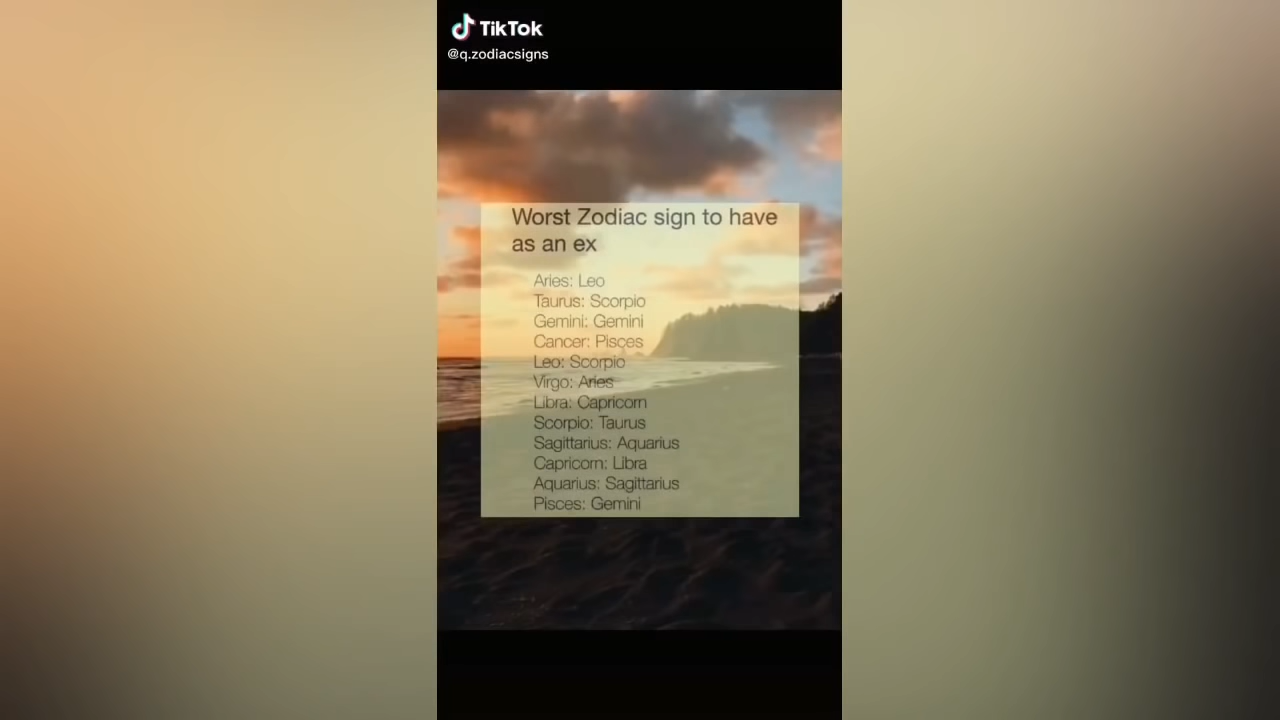 TikTok
@q.zodiacsigns
Worst Zodiac sign to have
as an ex
Aries: Leo
Taurus: Scorpio
Gemini: Gemini
Cancer: Pisces
Leo: Scorpio
Virgo: Aries
Libra: Capricorn
Scorpio: Taurus
Sagittarius: Aquarius
Capricorn: Libra
Aquarius: Sagittarius
Pisces: Gemini